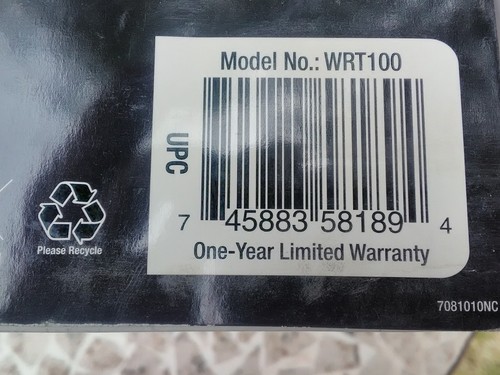 Model No.: WRT100
UPC
7 45883 58189 4
One-Year Limited Warranty
Please Recycle
7081010NC